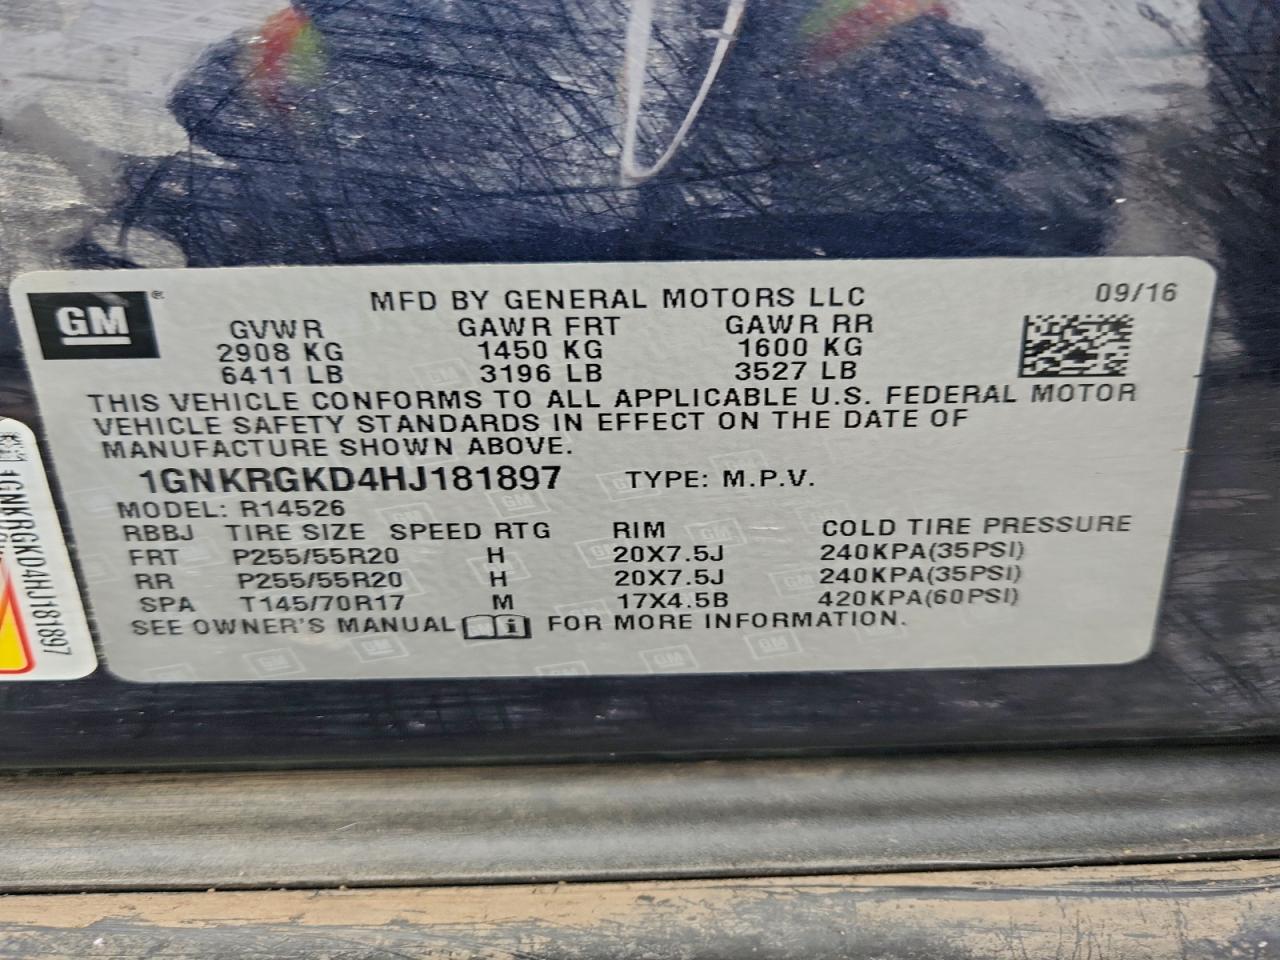 GM ®
MFD BY GENERAL MOTORS LLC 09/16
GVWR GAWR FRT GAWR RR
2908 KG 1450 KG 1600 KG
6411 LB 3196 LB 3527 LB
THIS VEHICLE CONFORMS TO ALL APPLICABLE U.S. FEDERAL MOTOR
VEHICLE SAFETY STANDARDS IN EFFECT ON THE DATE OF
MANUFACTURE SHOWN ABOVE.
1GNKRGKD4HJ181897 TYPE: M.P.V.
MODEL: R14526
RBBJ TIRE SIZE SPEED RTG RIM COLD TIRE PRESSURE
FRT P255/55R20 H 20X7.5J 240KPA(35PSI)
RR P255/55R20 H 20X7.5J 240KPA(35PSI)
SPA T145/70R17 M 17X4.5B 420KPA(60PSI)
SEE OWNER'S MANUAL i FOR MORE INFORMATION.
1GNKRGKD4HJ181897